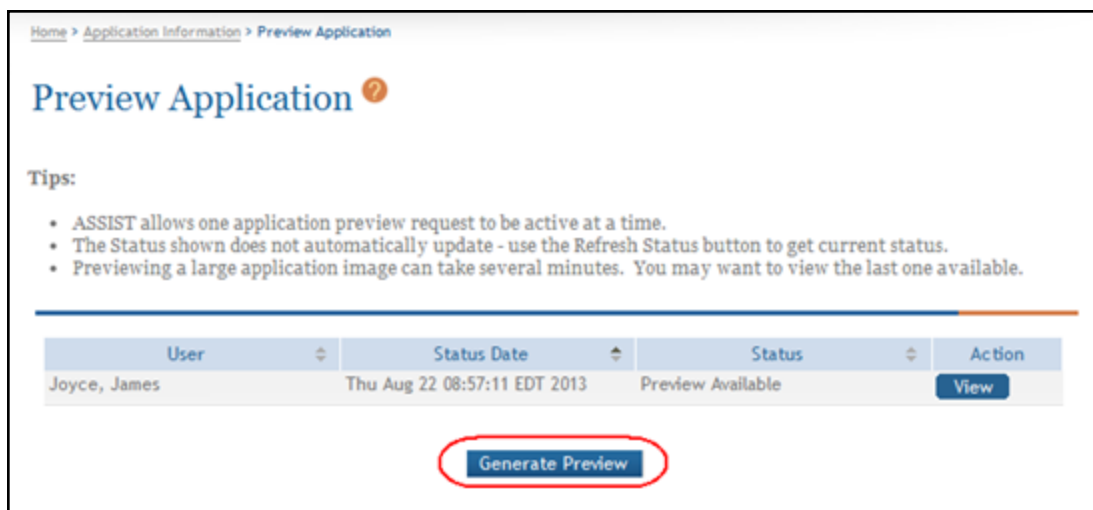 Home > Application Information > Preview Application
Preview Application ?
Tips:
• ASSIST allows one application preview request to be active at a time.
• The Status shown does not automatically update - use the Refresh Status button to get current status.
• Previewing a large application image can take several minutes. You may want to view the last one available.
User Status Date Status Action
Joyce, James Thu Aug 22 08:57:11 EDT 2013 Preview Available View
Generate Preview